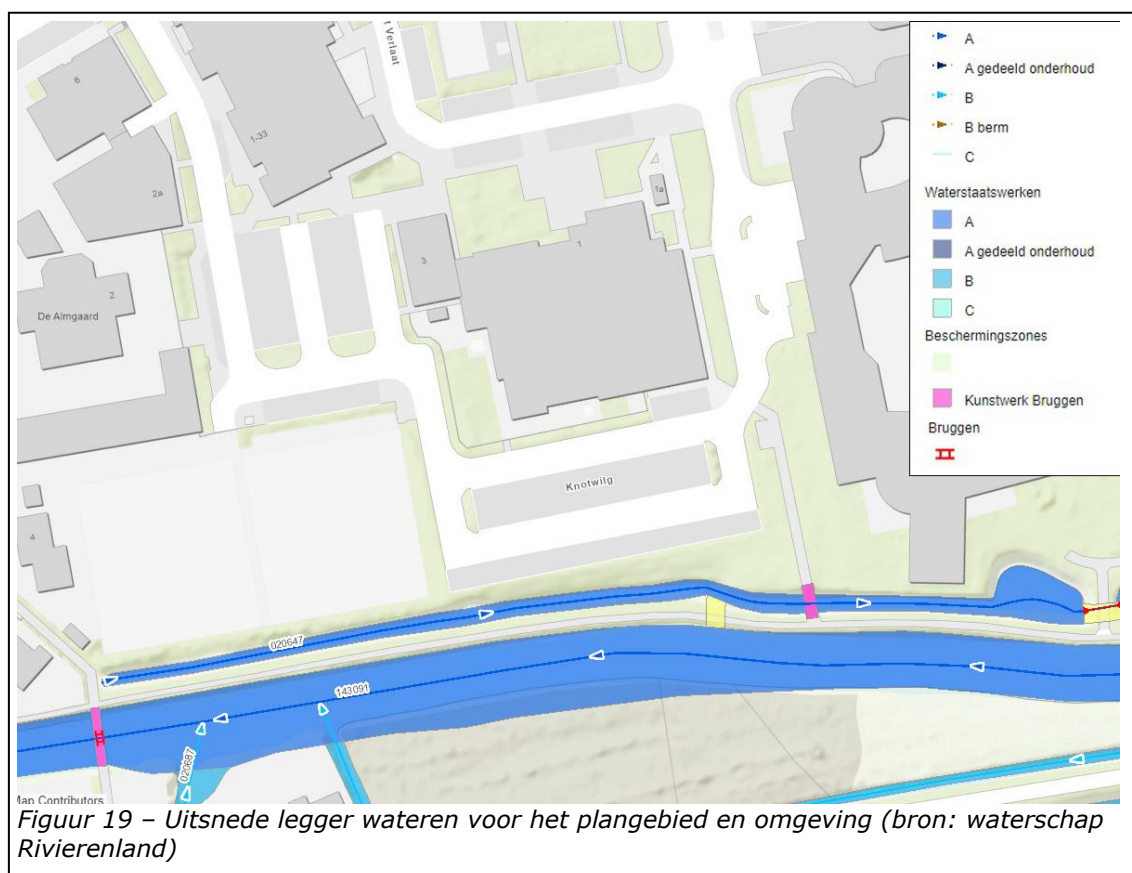 t Verlaat
6
1-33
2a
1a
1
3
2
De Almgaard
4
Knotwilg
020647
143091
020687
Map Contributors
A
A gedeeld onderhoud
B
B berm
C
Waterstaatswerken
A
A gedeeld onderhoud
B
C
Beschermingszones
Kunstwerk Bruggen
Bruggen
Figuur 19 – Uitsnede legger wateren voor het plangebied en omgeving (bron: waterschap
Rivierenland)